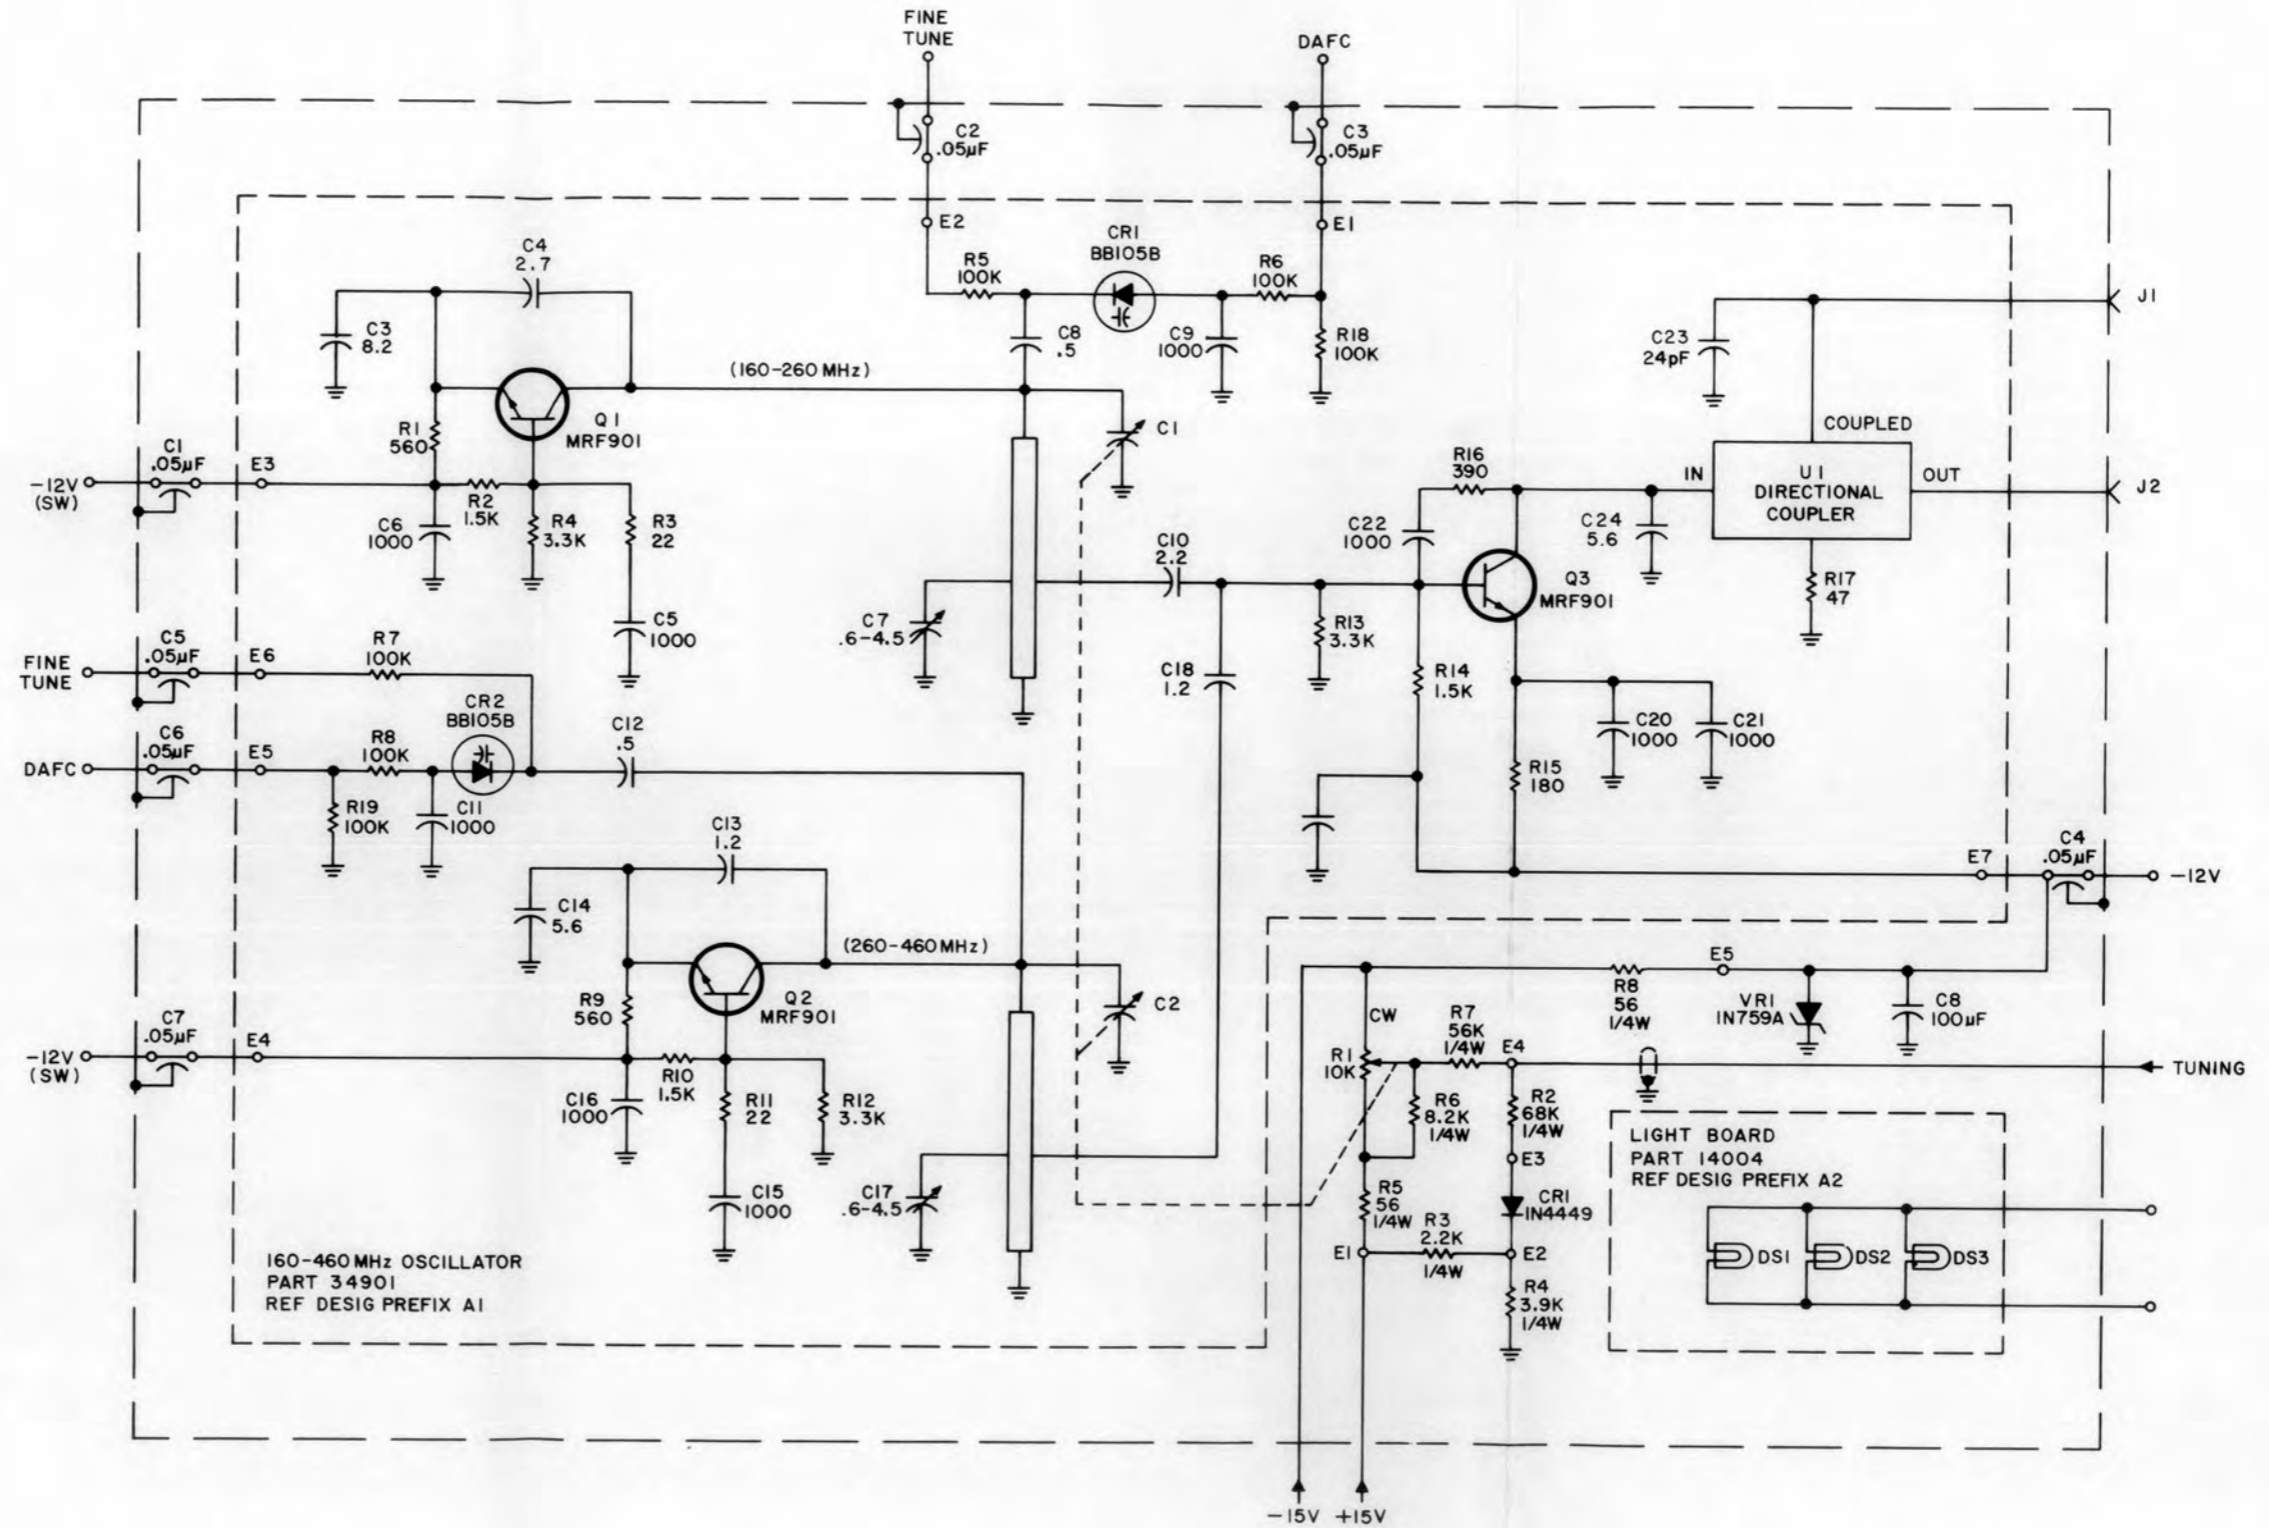 FINE
TUNE
DAFC
C2
.05µF
C3
.05µF
E2
E1
CR1
BB105B
C4
2.7
R5
100K
R6
100K
J1
C3
8.2
C8
.5
C9
1000
R18
100K
C23
24pF
(160-260MHz)
Q1
MRF901
R1
560
C1
COUPLED
C1
.05µF
E3
-12V
(SW)
R2
1.5K
R16
390
IN
U1
DIRECTIONAL
COUPLER
OUT
J2
C6
1000
R4
3.3K
R3
22
C22
1000
C24
5.6
C10
2.2
Q3
MRF901
R17
47
C7
.6-4.5
C5
1000
R13
3.3K
C5
.05µF
E6
R7
100K
FINE
TUNE
C18
1.2
R14
1.5K
CR2
BB105B
C12
.5
C20
1000
C21
1000
C6
.05µF
E5
R8
100K
DAFC
R15
180
R19
100K
C11
1000
C13
1.2
E7
C4
.05µF
-12V
C14
5.6
(260-460MHz)
Q2
MRF901
R9
560
C2
E5
R8
56
1/4W
VR1
IN759A
C8
100µF
CW
R7
56K
1/4W
E4
C7
.05µF
E4
-12V
(SW)
R1
10K
TUNING
R10
1.5K
C16
1000
R11
22
R12
3.3K
R6
8.2K
1/4W
R2
68K
1/4W
LIGHT BOARD
PART 14004
REF DESIG PREFIX A2
E3
C15
1000
C17
.6-4.5
R5
56
1/4W
CR1
IN4449
R3
2.2K
1/4W
E1
E2
DS1
DS2
DS3
160-460MHz OSCILLATOR
PART 34901
REF DESIG PREFIX A1
R4
3.9K
1/4W
-15V
+15V